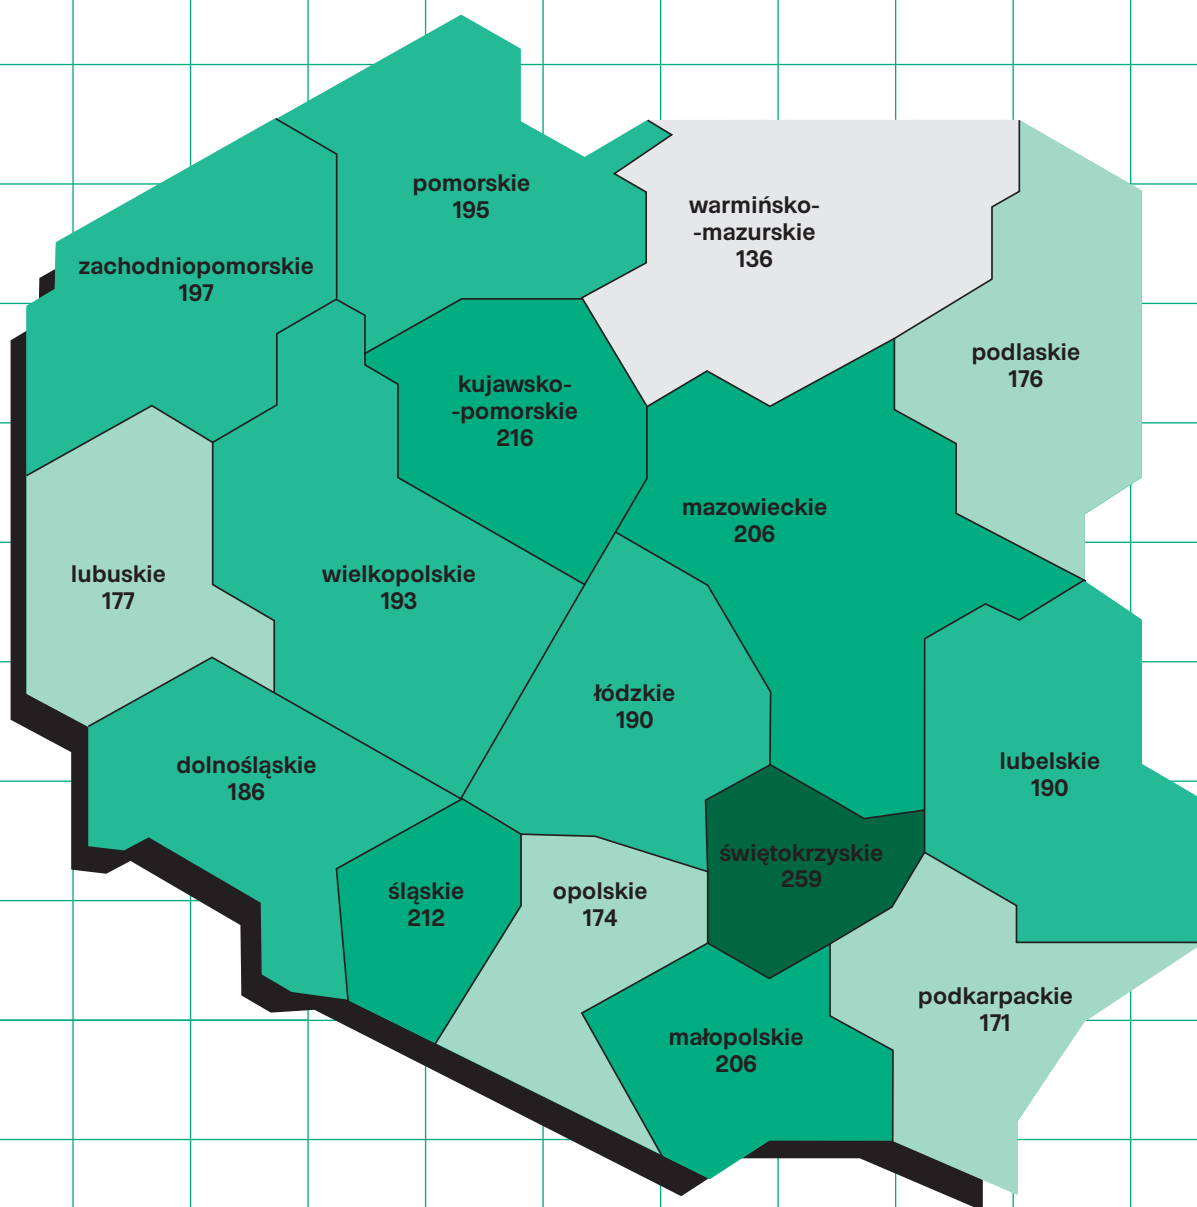 pomorskie
195
warmińsko-
-mazurskie
136
zachodniopomorskie
197
podlaskie
176
kujawsko-
-pomorskie
216
mazowieckie
206
lubuskie
177
wielkopolskie
193
łódzkie
190
dolnośląskie
186
lubelskie
190
świętokrzyskie
259
śląskie
212
opolskie
174
podkarpackie
171
małopolskie
206